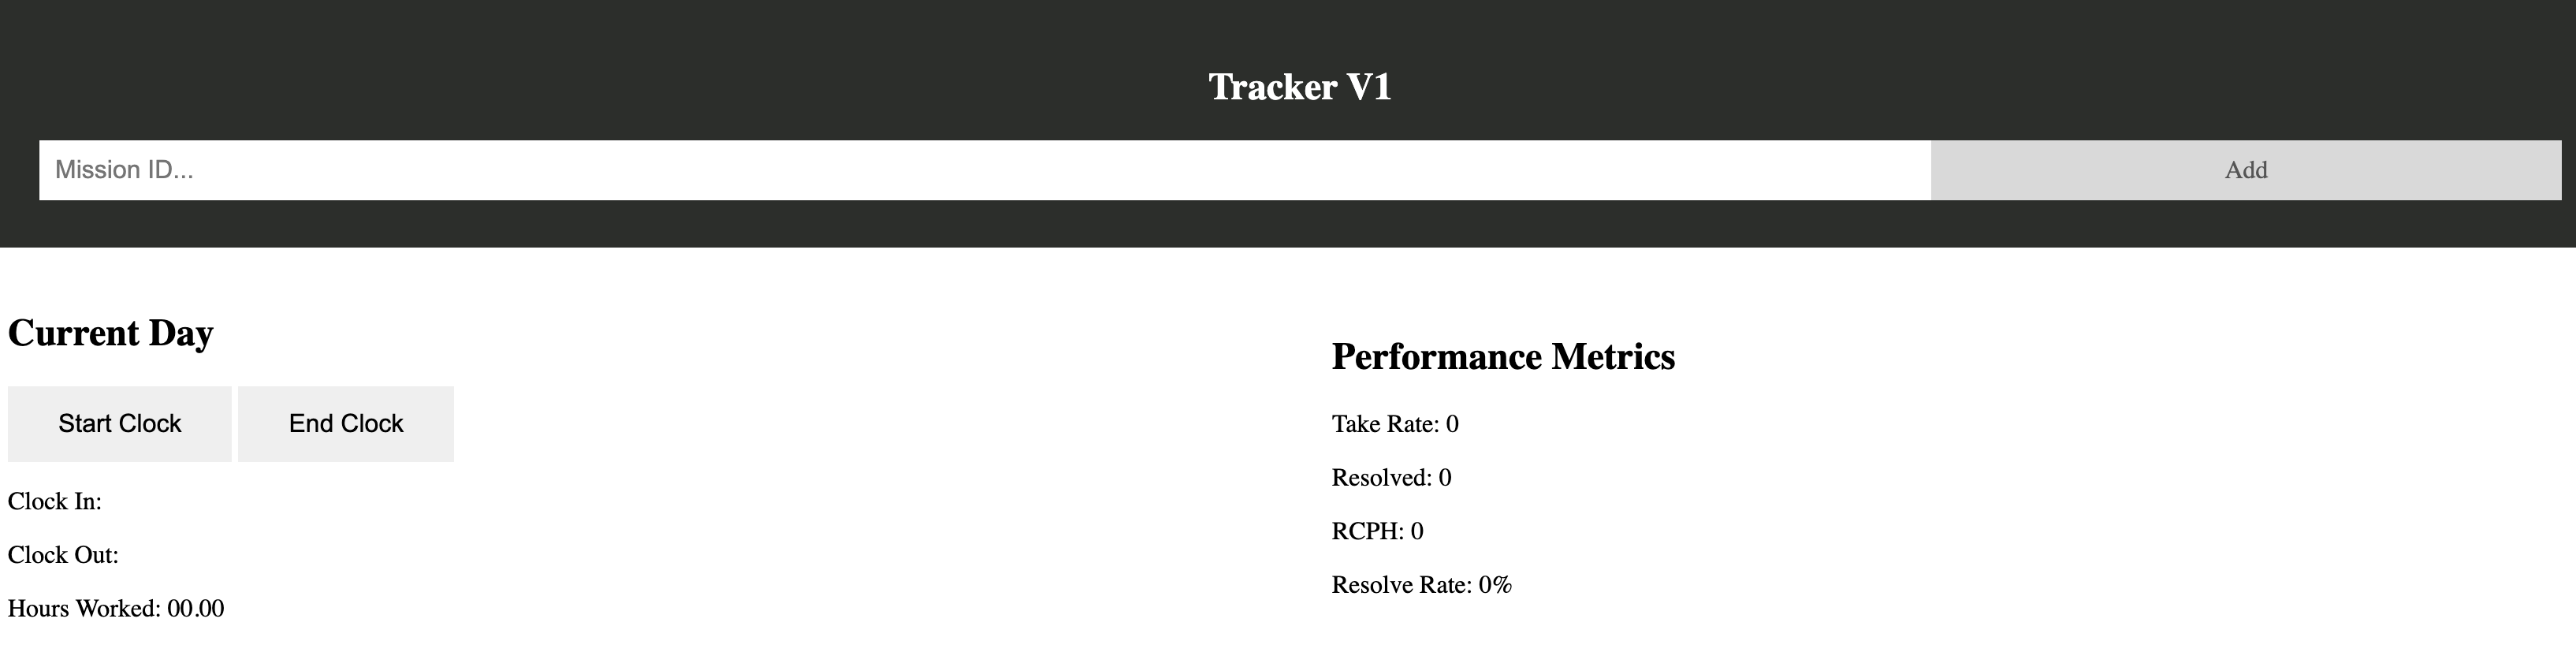 Tracker V1
Mission ID...
Add
Current Day
Start Clock
End Clock
Clock In:
Clock Out:
Hours Worked: 00.00
Performance Metrics
Take Rate: 0
Resolved: 0
RCPH: 0
Resolve Rate: 0%